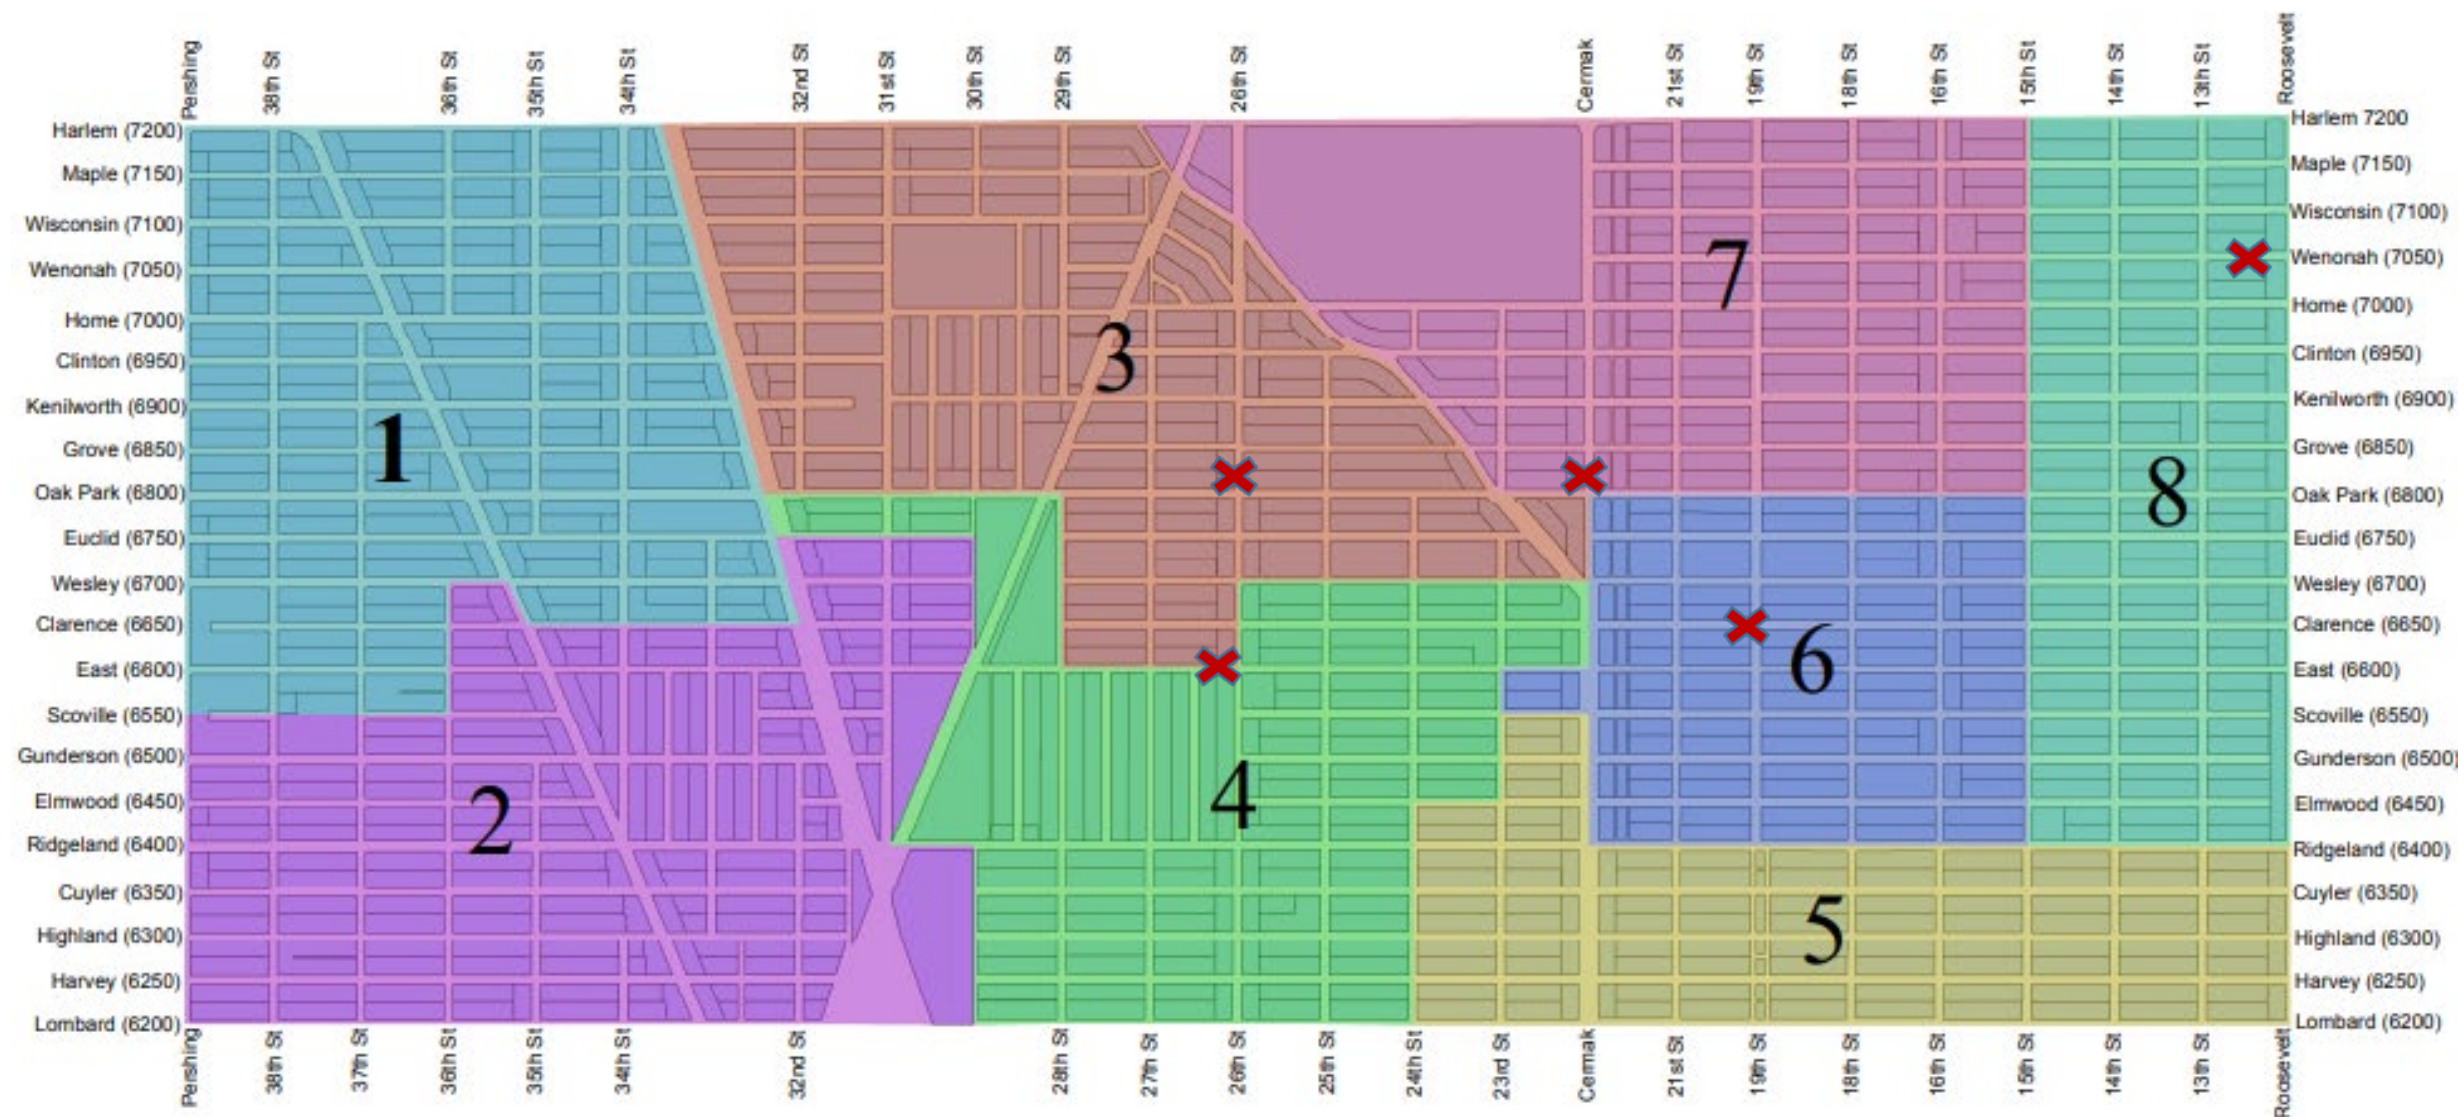 Pershing
38th St
36th St
35th St
34th St
32nd St
31st St
30th St
29th St
26th St
Cermak
21st St
19th St
18th St
16th St
15th St
14th St
13th St
Roosevelt
Harlem (7200)
Maple (7150)
Wisconsin (7100)
Wenonah (7050)
Home (7000)
Clinton (6950)
Kenilworth (6900)
Grove (6850)
Oak Park (6800)
Euclid (6750)
Wesley (6700)
Clarence (6650)
East (6600)
Scoville (6550)
Gunderson (6500)
Elmwood (6450)
Ridgeland (6400)
Cuyler (6350)
Highland (6300)
Harvey (6250)
Lombard (6200)
1
2
3
4
5
6
7
8
Harlem 7200
Maple (7150)
Wisconsin (7100)
Wenonah (7050)
Home (7000)
Clinton (6950)
Kenilworth (6900)
Grove (6850)
Oak Park (6800)
Euclid (6750)
Wesley (6700)
Clarence (6650)
East (6600)
Scoville (6550)
Gunderson (6500)
Elmwood (6450)
Ridgeland (6400)
Cuyler (6350)
Highland (6300)
Harvey (6250)
Lombard (6200)
Pershing
38th St
37th St
36th St
35th St
34th St
32nd St
28th St
27th St
26th St
25th St
24th St
23rd St
Cermak
21st St
19th St
18th St
16th St
15th St
14th St
13th St
Roosevelt